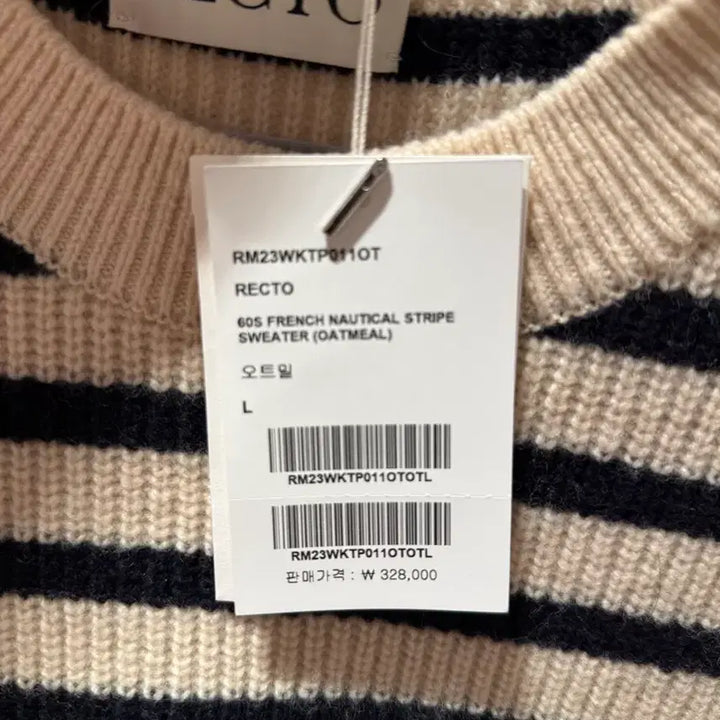 RM23WKTP011OT
RECTO
60S FRENCH NAUTICAL STRIPE
SWEATER (OATMEAL)
오트밀
L
RM23WKTP011OTOTL
RM23WKTP011OTOTL
판매가격 : ₩ 328,000